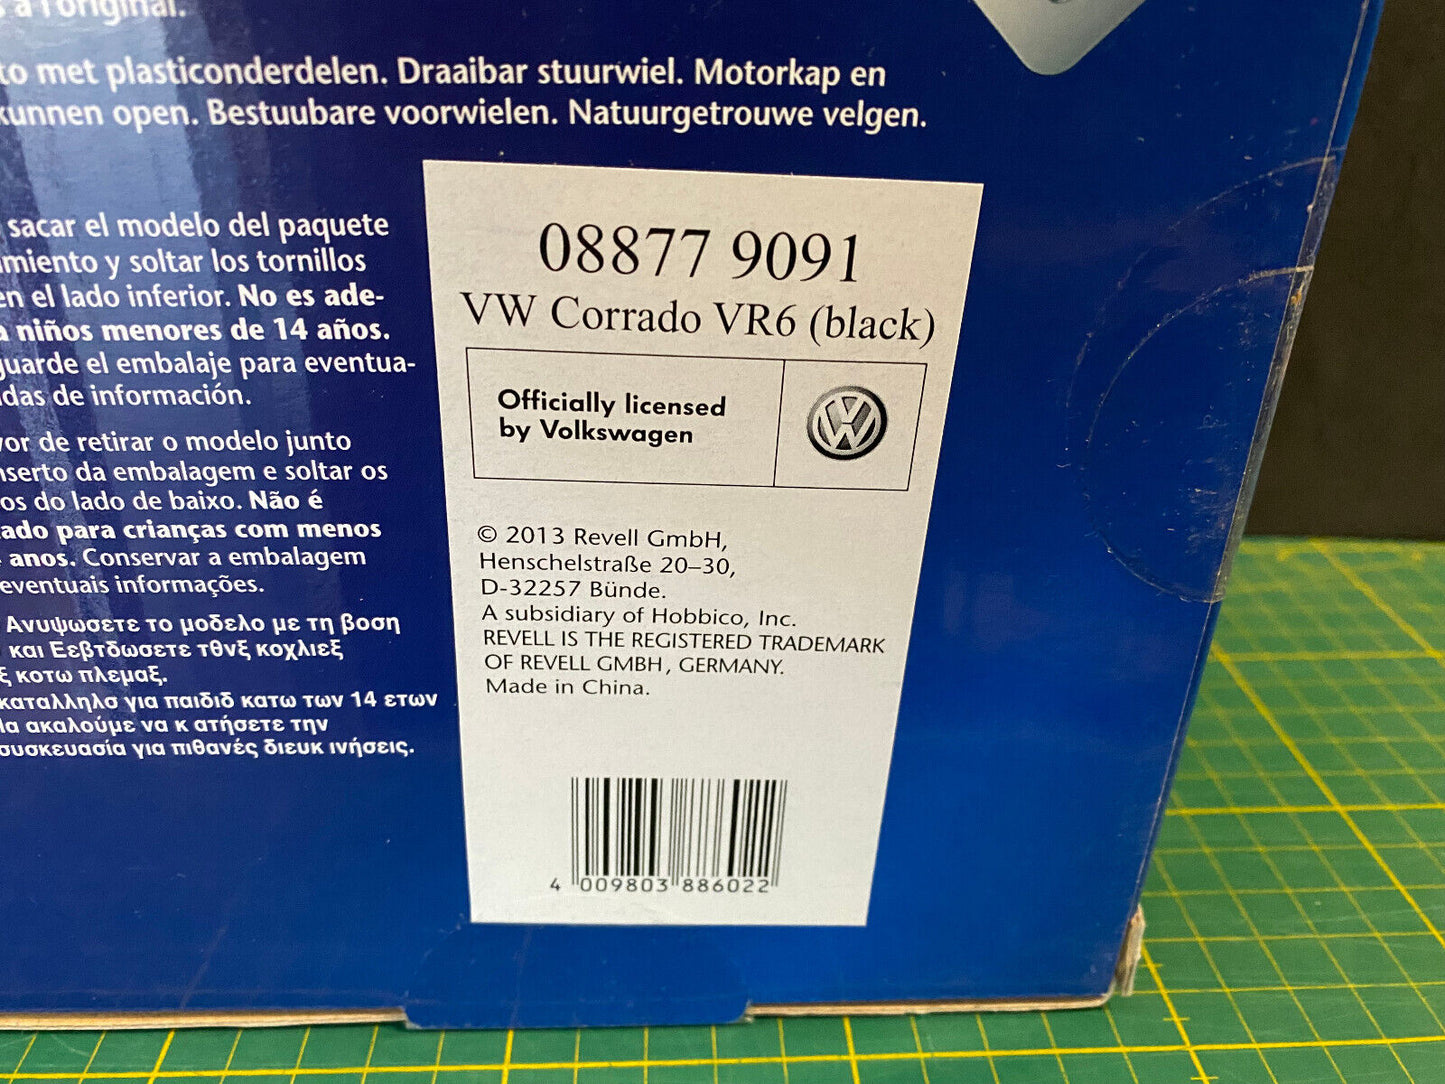 à l'original.
to met plasticonderdelen. Draaibar stuurwiel. Motorkap en
kunnen open. Bestuubare voorwielen. Natuurgetrouwe velgen.
sacar el modelo del paquete
miento y soltar los tornillos
en el lado inferior. No es ade-
a niños menores de 14 años.
guarde el embalaje para eventua-
das de información.
vor de retirar o modelo junto
nserto da embalagem e soltar os
os do lado de baixo. Não é
ado para crianças com menos
anos. Conservar a embalagem
eventuais informações.
Ανυψωσετε το μοδελο με τη βοση
και Εεβτδωσετε τθνξ κοχλιεξ
ξ κοτω πλεμαξ.
καταλληλσ για παιδιδ κατω των 14 ετων
Ια ακαλούμε να κ ατήσετε την
συσκευασία για πιθανές διευκ ινήσεις.
08877 9091
VW Corrado VR6 (black)
Officially licensed
by Volkswagen
© 2013 Revell GmbH,
Henschelstraße 20–30,
D-32257 Bünde.
A subsidiary of Hobbico, Inc.
REVELL IS THE REGISTERED TRADEMARK
OF REVELL GMBH, GERMANY.
Made in China.
4 009803 886022